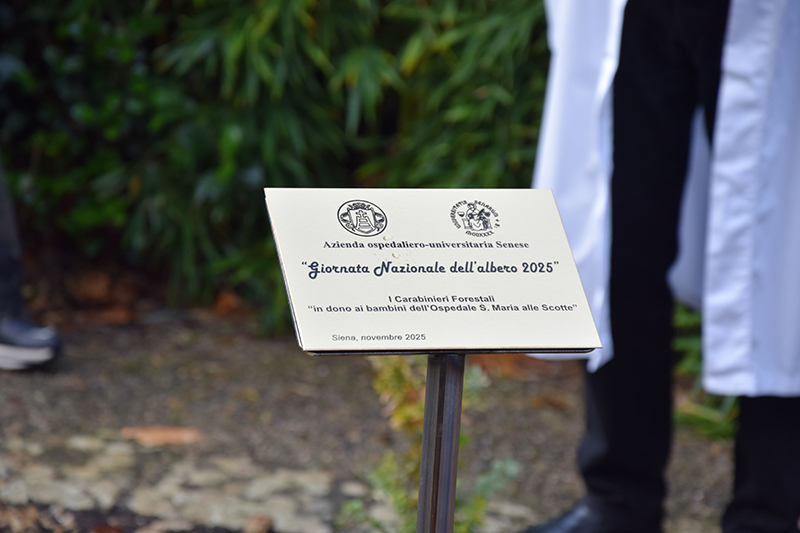 Azienda ospedaliero-universitaria Senese
"Giornata Nazionale dell'albero 2025"
I Carabinieri Forestali
"in dono ai bambini dell'Ospedale S. Maria alle Scotte"
Siena, novembre 2025